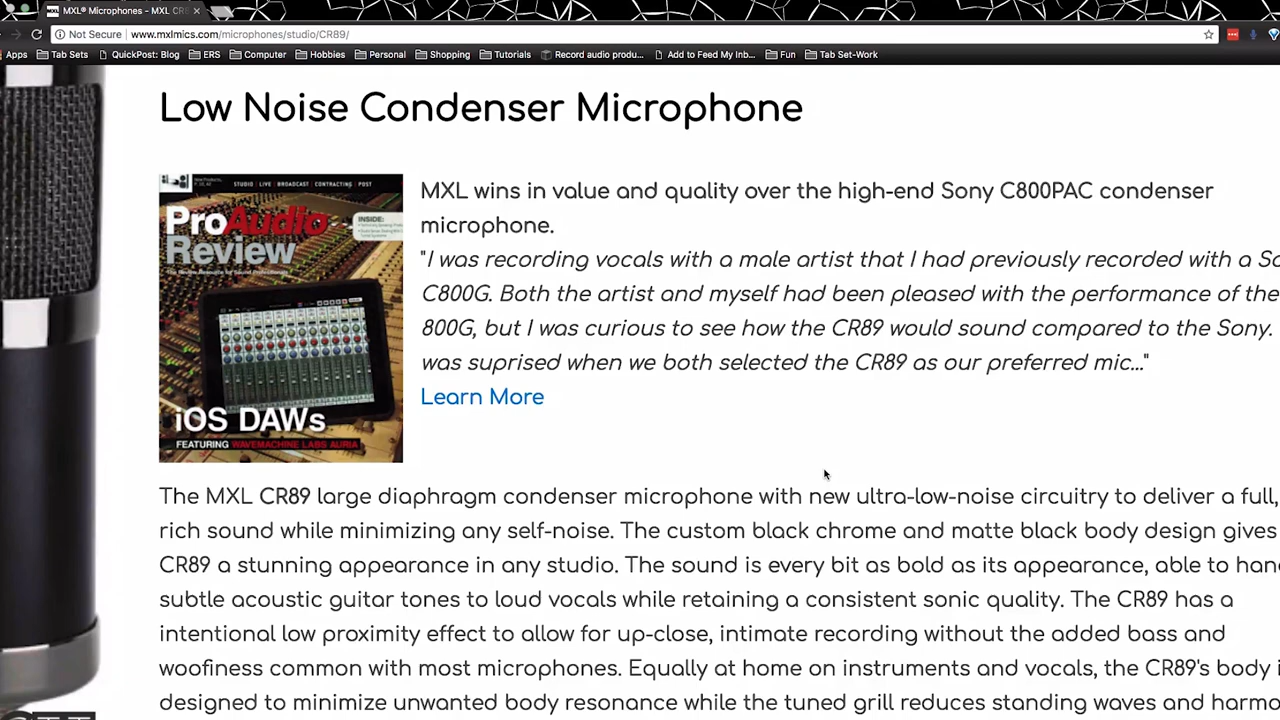 MXL® Microphones - MXL CR
Not Secure www.mxlmics.com/microphones/studio/CR89/
Apps Tab Sets QuickPost: Blog ERS Computer Hobbies Personal Shopping Tutorials Record audio produ... Add to Feed My Inb... Fun Tab Set-Work
Low Noise Condenser Microphone
STUDIO | LIVE | BROADCAST | CONTRACTING | POST
ProAudio
Review
INSIDE:
The Review Resource for Sound Professionals
iOS DAWs
FEATURING WAVEMACHINE LABS AURIA
MXL wins in value and quality over the high-end Sony C800PAC condenser
microphone.
"I was recording vocals with a male artist that I had previously recorded with a So
C800G. Both the artist and myself had been pleased with the performance of the
800G, but I was curious to see how the CR89 would sound compared to the Sony.
was suprised when we both selected the CR89 as our preferred mic..."
Learn More
The MXL CR89 large diaphragm condenser microphone with new ultra-low-noise circuitry to deliver a full,
rich sound while minimizing any self-noise. The custom black chrome and matte black body design gives
CR89 a stunning appearance in any studio. The sound is every bit as bold as its appearance, able to han
subtle acoustic guitar tones to loud vocals while retaining a consistent sonic quality. The CR89 has a
intentional low proximity effect to allow for up-close, intimate recording without the added bass and
woofiness common with most microphones. Equally at home on instruments and vocals, the CR89's body i
designed to minimize unwanted body resonance while the tuned grill reduces standing waves and harmo